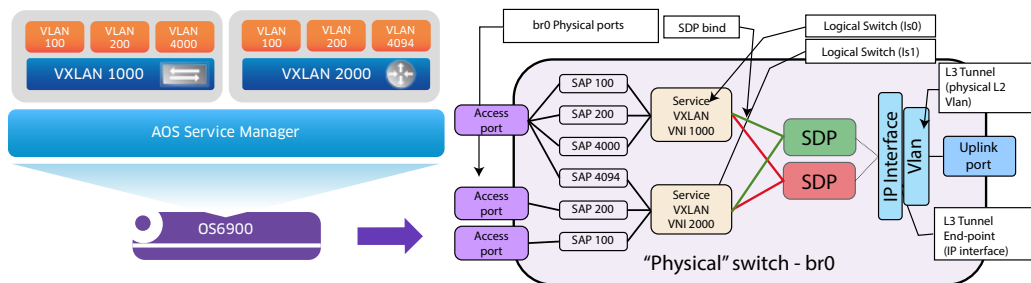 VLAN 100
VLAN 200
VLAN 4000
VXLAN 1000
VLAN 100
VLAN 200
VLAN 4094
VXLAN 2000
AOS Service Manager
OS6900
br0 Physical ports
SDP bind
Logical Switch (ls0)
Logical Switch (ls1)
L3 Tunnel
(physical L2
Vlan)
Access
port
SAP 100
SAP 200
SAP 4000
SAP 4094
SAP 200
SAP 100
Access
port
Access
port
Service
VXLAN
VNI 1000
Service
VXLAN
VNI 2000
SDP
SDP
IP Interface
Vlan
Uplink
port
L3 Tunnel
End-point
(IP interface)
“Physical” switch - br0